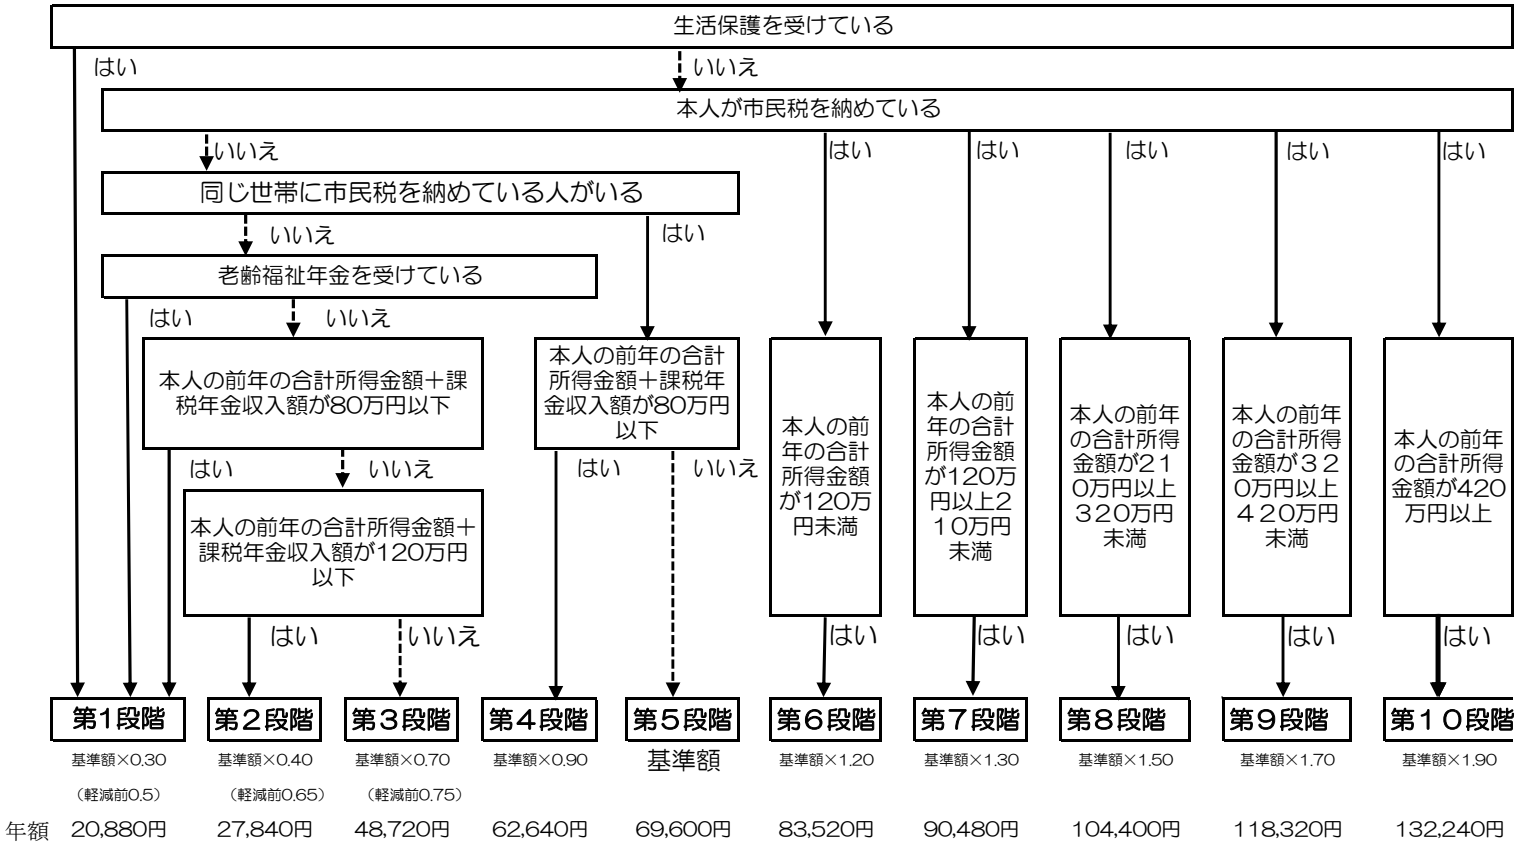 生活保護を受けている
はい
いいえ
本人が市民税を納めている
いいえ
はい
はい
はい
はい
はい
同じ世帯に市民税を納めている人がいる
いいえ
はい
老齢福祉年金を受けている
はい
いいえ
本人の前年の合計所得金額＋課
税年金収入額が80万円以下
本人の前年の合計
所得金額＋課税年
金収入額が80万円
以下
本人の前
年の合計
所得金額
が120万
円未満
本人の前
年の合計
所得金額
が120万
円以上2
10万円
未満
本人の前年
の合計所得
金額が21
0万円以上
３２０万円
未満
本人の前年
の合計所得
金額が３２
０万円以上
４２０万円
未満
本人の前年
の合計所得
金額が420
万円以上
はい
いいえ
はい
いいえ
本人の前年の合計所得金額＋
課税年金収入額が120万円
以下
はい
いいえ
はい
はい
はい
はい
はい
第１段階
第２段階
第３段階
第４段階
第５段階
第６段階
第７段階
第８段階
第９段階
第１０段階
基準額×0.30
基準額×0.40
基準額×0.70
基準額×0.90
基準額
基準額×1.20
基準額×1.30
基準額×1.50
基準額×1.70
基準額×1.90
（軽減前0.5）
（軽減前0.65）
（軽減前0.75）
年額
20,880円
27,840円
48,720円
62,640円
69,600円
83,520円
90,480円
104,400円
118,320円
132,240円